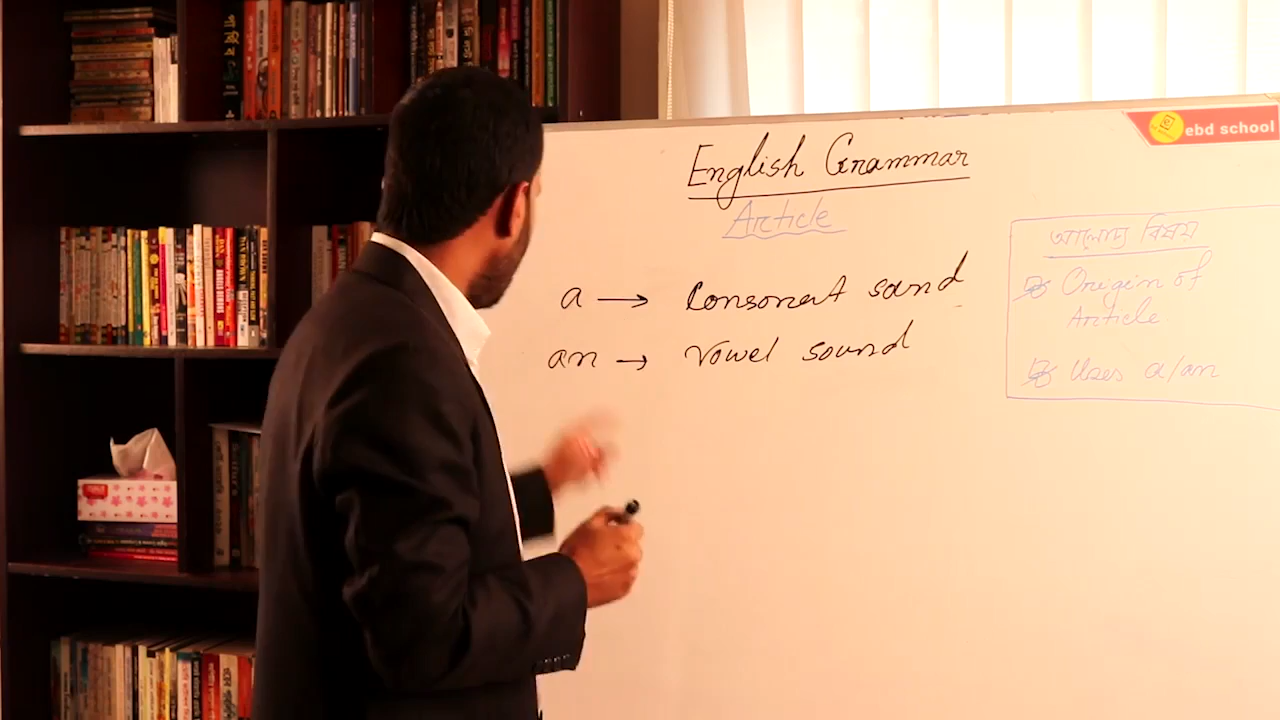 ebd school
English Grammar
Article
a → Consonant sound
an → Vowel sound
আলোচ্য বিষয়
Origin of
Article
Uses a/an